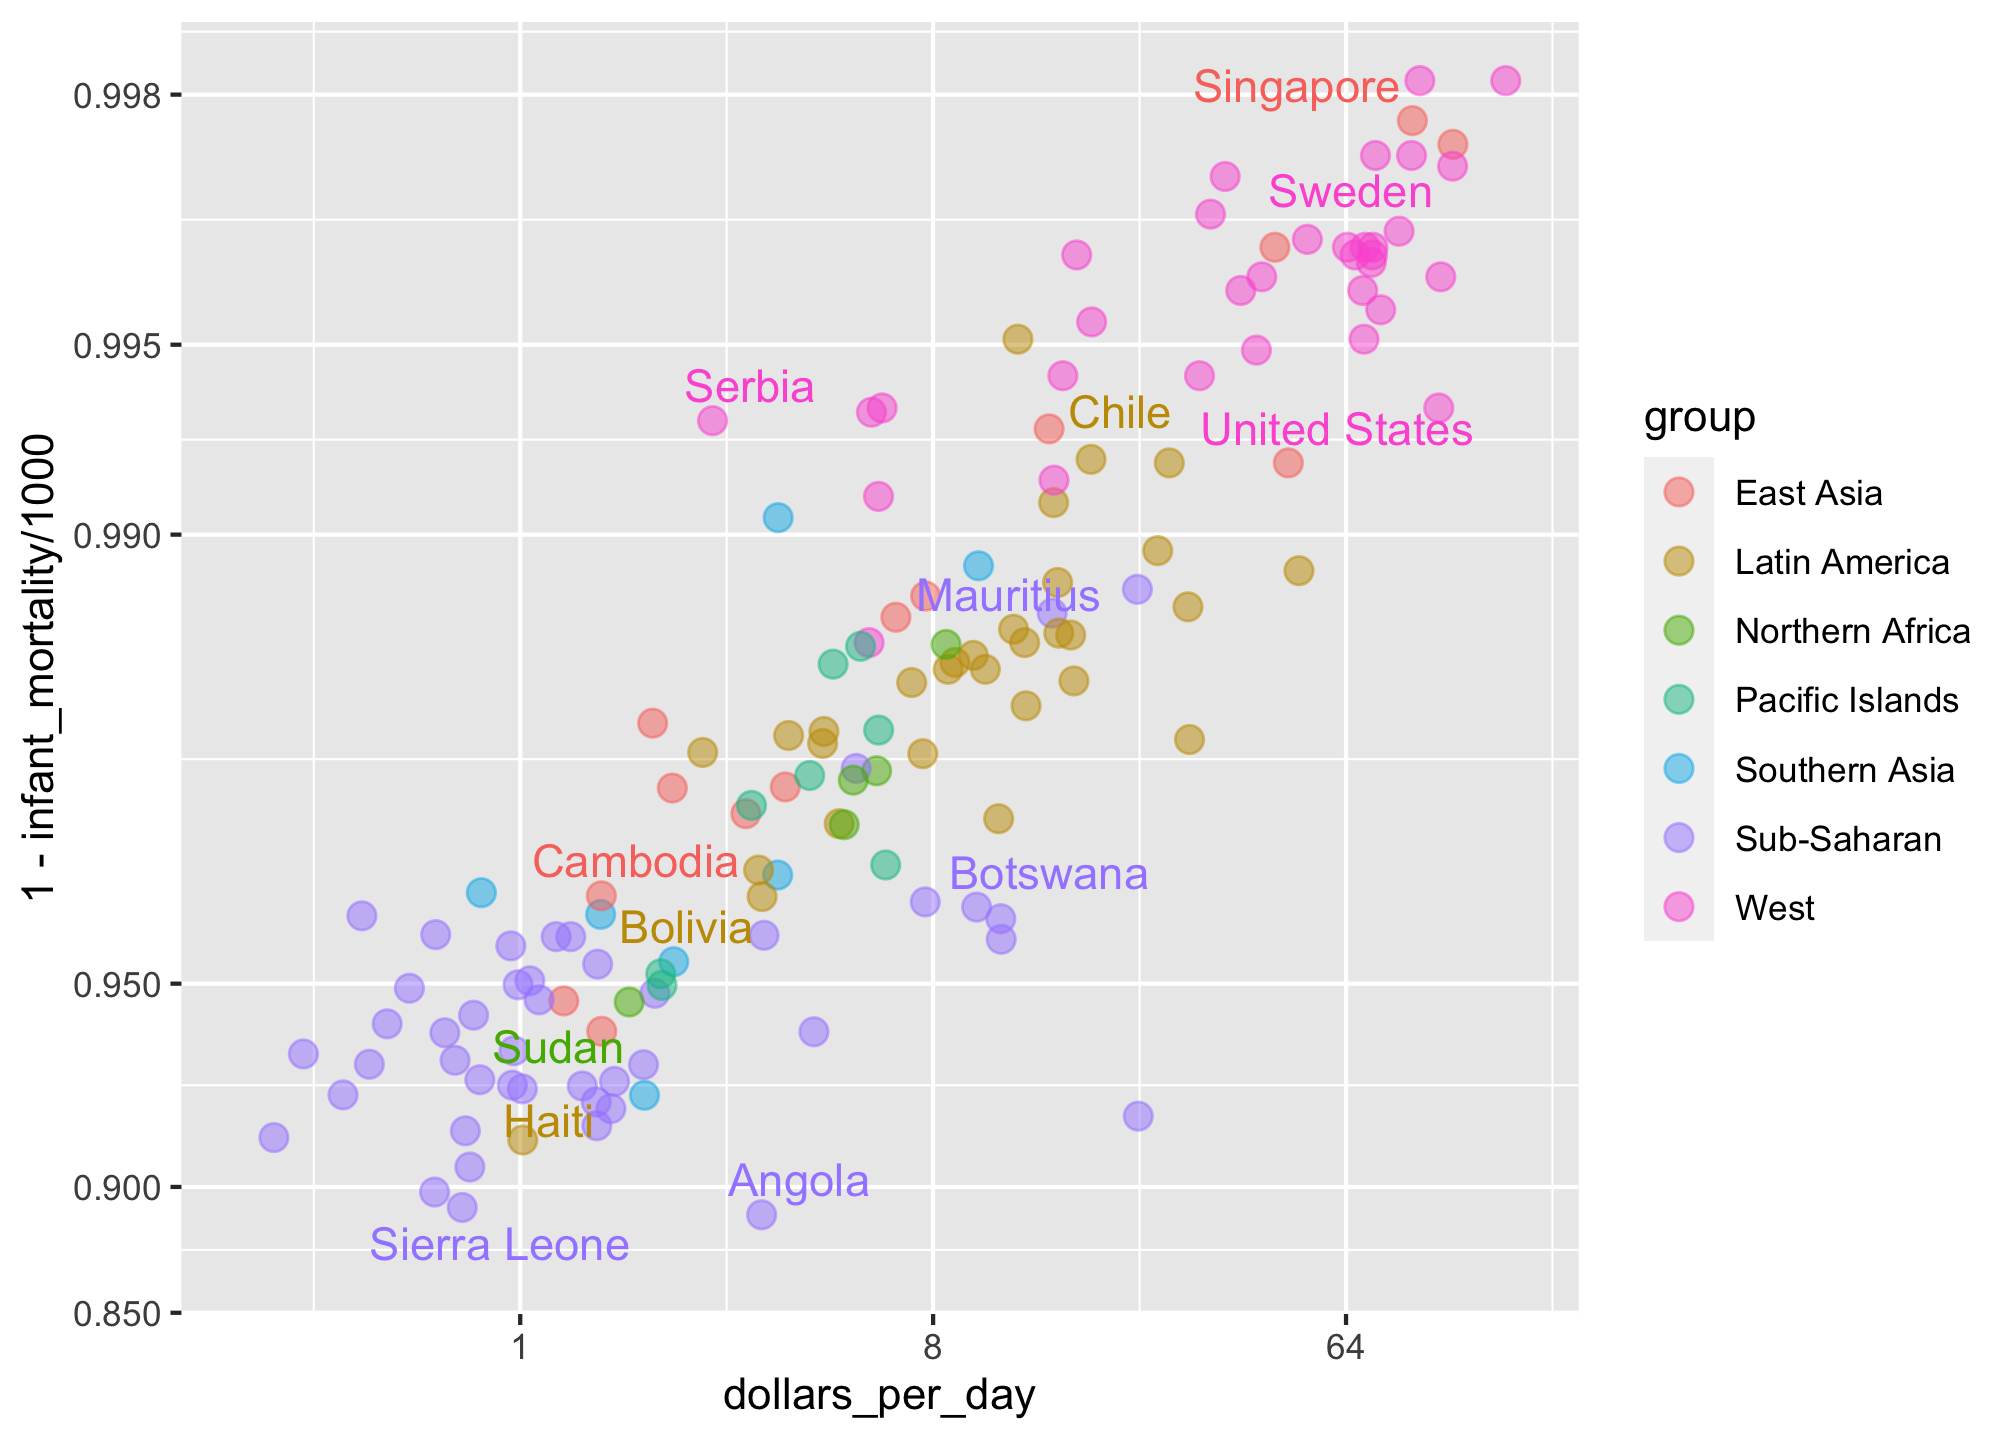 0.998
0.995
0.990
0.950
0.900
0.850
1 - infant_mortality/1000
Singapore
Sweden
Serbia
Chile
United States
Mauritius
Cambodia
Botswana
Bolivia
Sudan
Haiti
Angola
Sierra Leone
1
8
64
dollars_per_day
group
East Asia
Latin America
Northern Africa
Pacific Islands
Southern Asia
Sub-Saharan
West